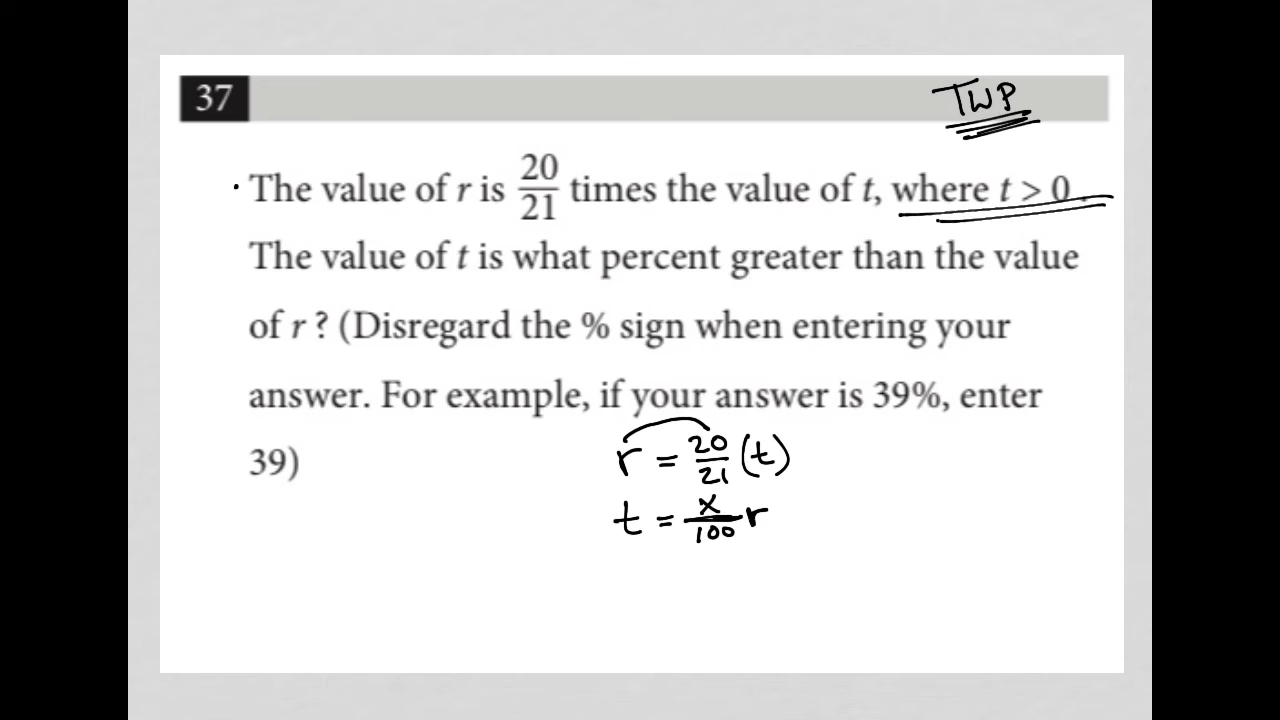 37
TWP
The value of r is 20/21 times the value of t, where t > 0.
The value of t is what percent greater than the value
of r ? (Disregard the % sign when entering your
answer. For example, if your answer is 39%, enter
39)
r = 20/21 (t)
t = x/100 r